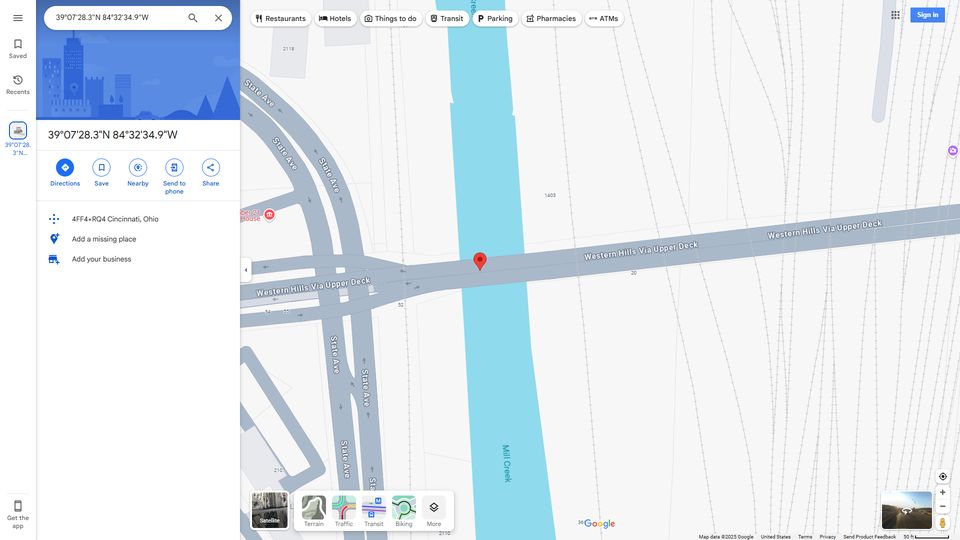 39°07'28.3"N 84°32'34.9"W
Restaurants
Hotels
Things to do
Transit
Parking
Pharmacies
ATMs
Sign in
Saved
Recents
39°07'28.
3"N...
39°07'28.3"N 84°32'34.9"W
Directions
Save
Nearby
Send to
phone
Share
4FF4+RQ4 Cincinnati, Ohio
Add a missing place
Add your business
Get the
app
2118
State Ave
State Ave
State Ave
1403
House
Western Hills Via Upper Deck
Western Hills Via Upper Deck
Western Hills Via Upper Deck
20
52
State Ave
State Ave
State Ave
Mill Creek
2110
Satellite
Terrain
Traffic
Transit
Biking
More
Google
Map data ©2025 Google
United States
Terms
Privacy
Send Product Feedback
50 ft